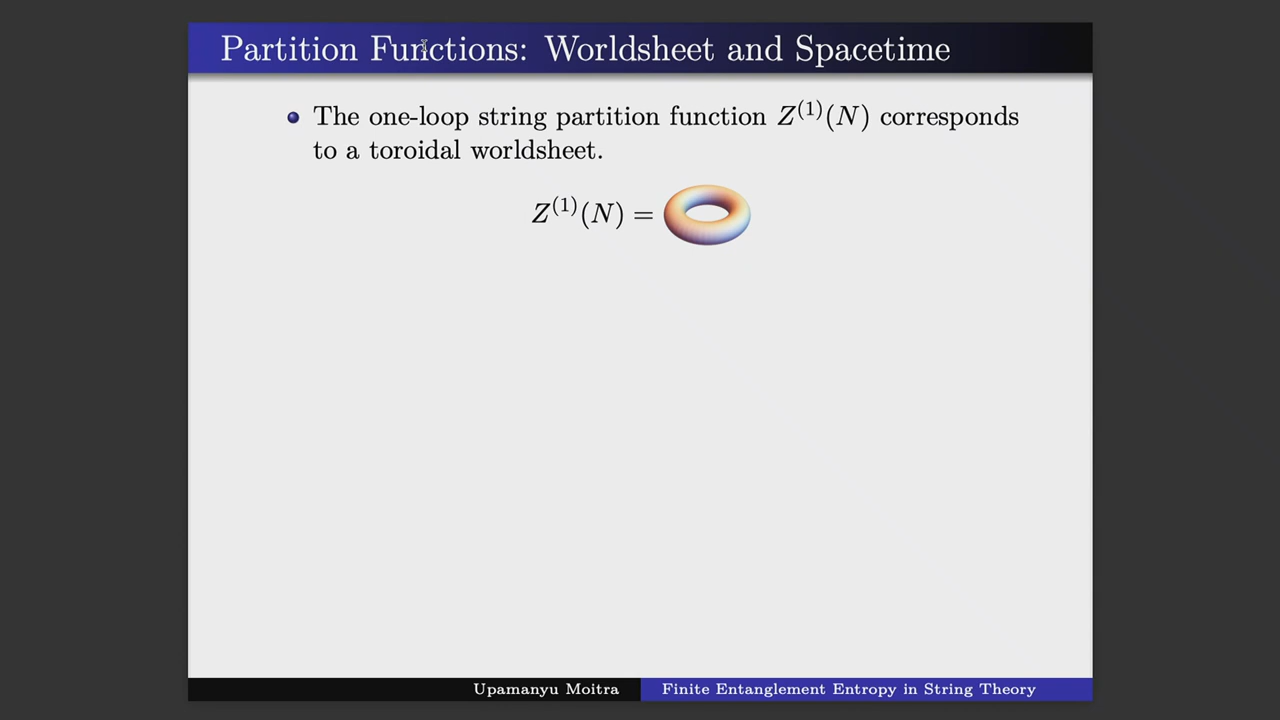 Partition Functions: Worldsheet and Spacetime
The one-loop string partition function Z^{(1)}(N) corresponds
to a toroidal worldsheet.
Z^{(1)}(N) =
Upamanyu Moitra
Finite Entanglement Entropy in String Theory